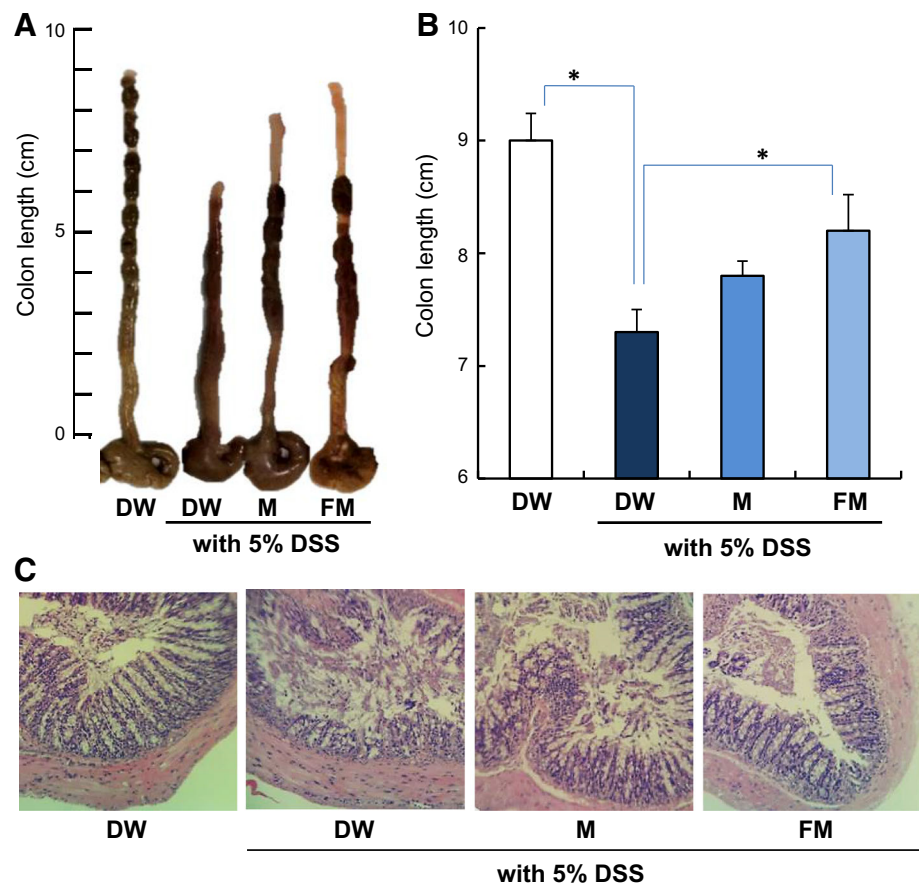 A
10
5
0
Colon length (cm)
DW DW M FM
with 5% DSS
B
10
9
8
7
6
Colon length (cm)
*
*
DW DW M FM
with 5% DSS
C
DW DW M FM
with 5% DSS